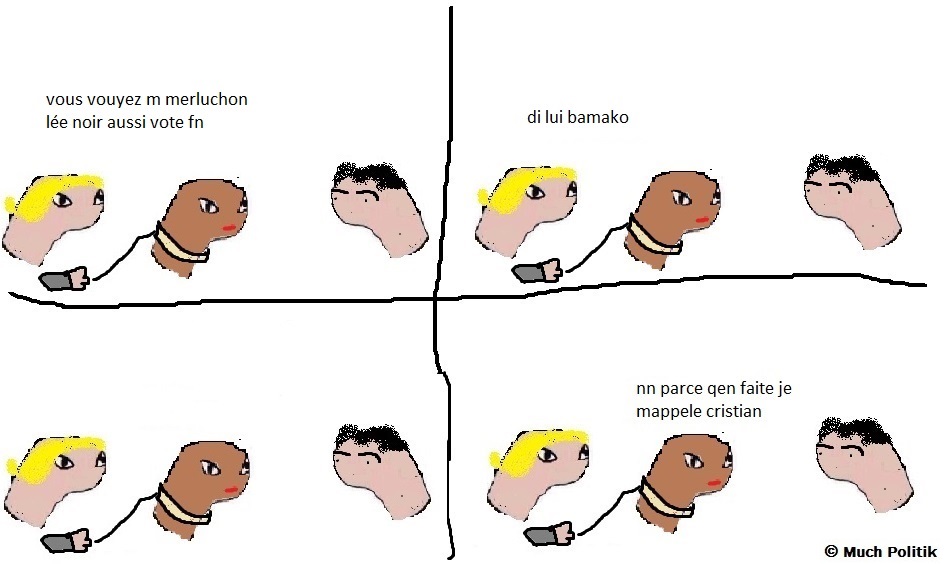 vous vouyez m merluchon
lée noir aussi vote fn
di lui bamako
nn parce qen faite je
mappele cristian
© Much Politik